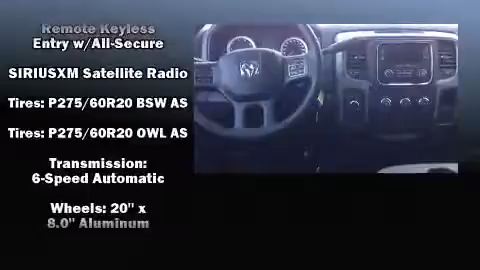 Remote Keyless
Entry w/All-Secure
SIRIUSXM Satellite Radio
Tires: P275/60R20 BSW AS
Tires: P275/60R20 OWL AS
Transmission:
6-Speed Automatic
Wheels: 20" x
8.0" Aluminum